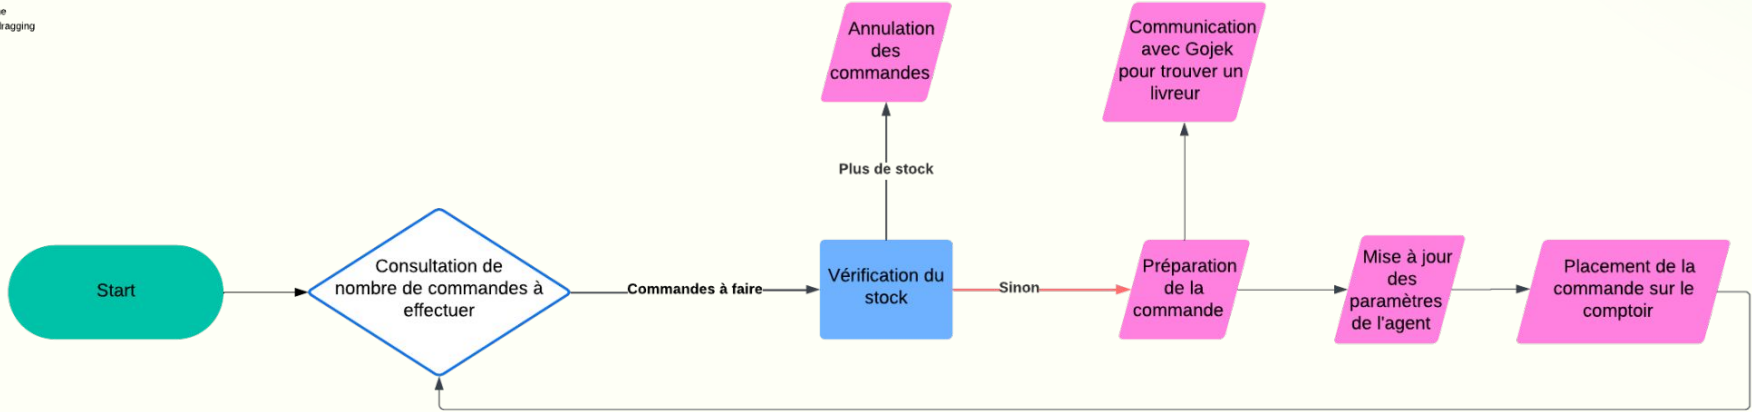 dragging
Annulation
des
commandes
Communication
avec Gojek
pour trouver un
livreur
Plus de stock
Start
Consultation de
nombre de commandes à
effectuer
Commandes à faire
Vérification du
stock
Sinon
Préparation
de la
commande
Mise à jour
des
paramètres
de l'agent
Placement de la
commande sur le
comptoir